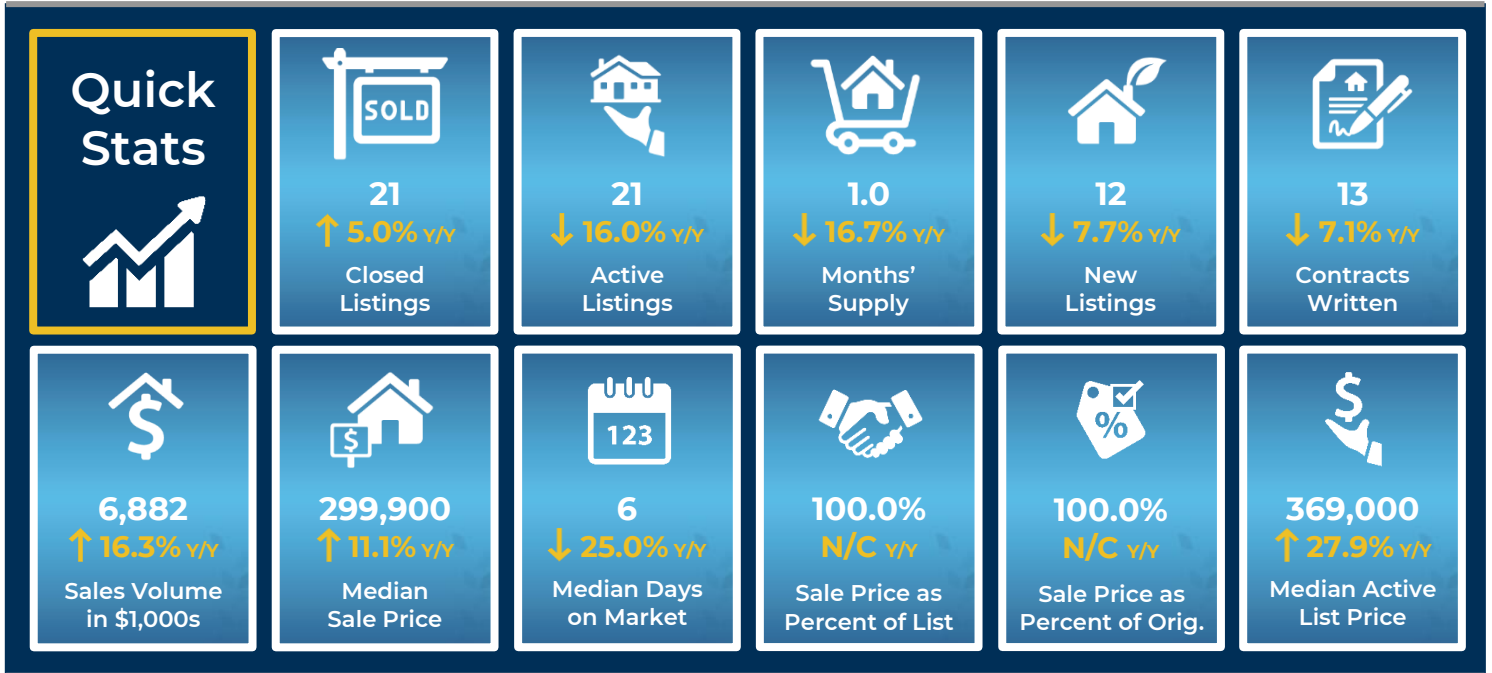 Quick
Stats
SOLD
21
↑ 5.0% Y/Y
Closed
Listings
21
↓ 16.0% Y/Y
Active
Listings
1.0
↓ 16.7% Y/Y
Months’
Supply
12
↓ 7.7% Y/Y
New
Listings
13
↓ 7.1% Y/Y
Contracts
Written
$
6,882
↑ 16.3% Y/Y
Sales Volume
in $1,000s
$
299,900
↑ 11.1% Y/Y
Median
Sale Price
123
6
↓ 25.0% Y/Y
Median Days
on Market
100.0%
N/C Y/Y
Sale Price as
Percent of List
%
100.0%
N/C Y/Y
Sale Price as
Percent of Orig.
$
369,000
↑ 27.9% Y/Y
Median Active
List Price